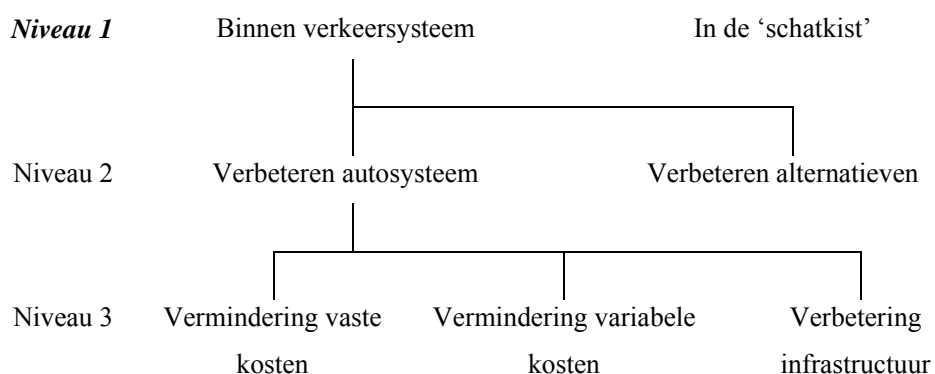 Niveau 1 Binnen verkeersysteem In de ‘schatkist’
Niveau 2 Verbeteren autosysteem Verbeteren alternatieven
Niveau 3 Vermindering vaste Vermindering variabele Verbetering
kosten kosten infrastructuur